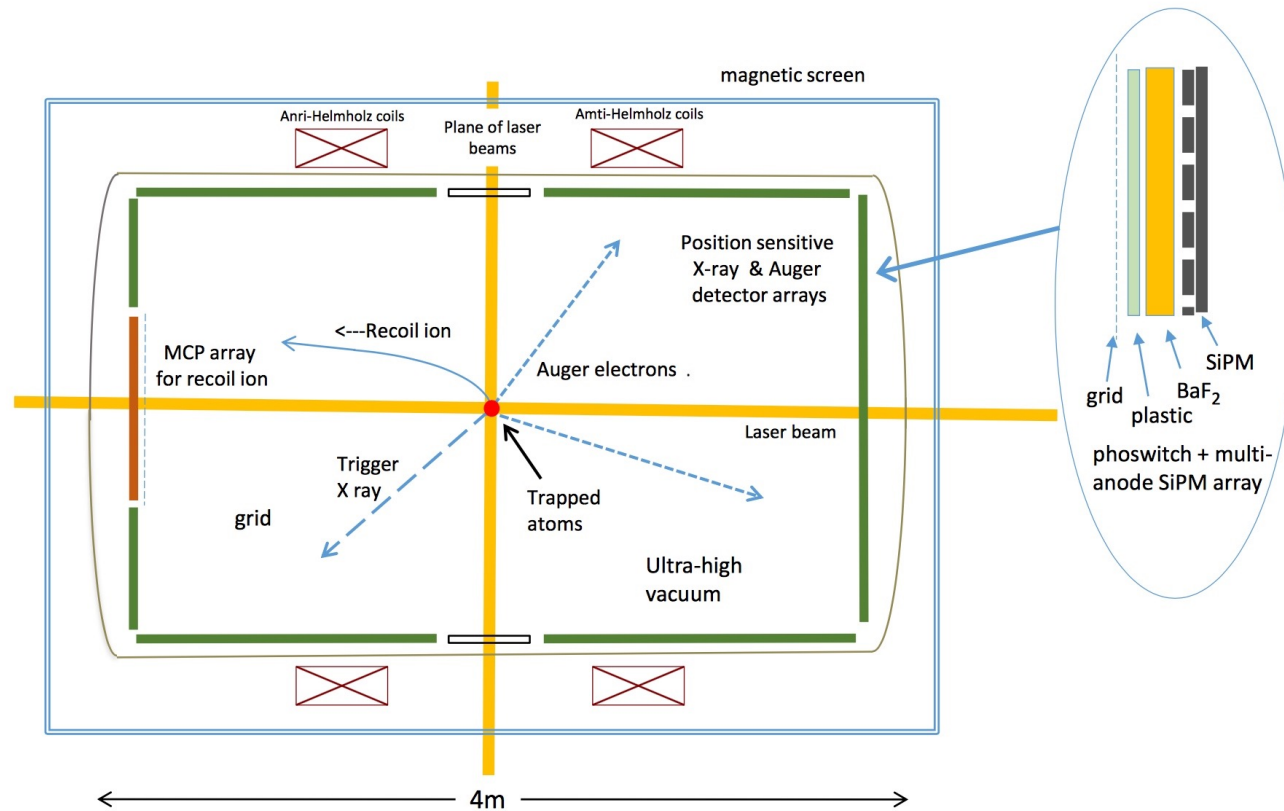 magnetic screen
Anri-Helmholz coils
Plane of laser
beams
Amti-Helmholz coils
Position sensitive
X-ray & Auger
detector arrays
<---Recoil ion
MCP array
for recoil ion
Auger electrons .
Laser beam
Trigger
X ray
Trapped
atoms
grid
Ultra-high
vacuum
4m
SiPM
BaF2
grid
plastic
phoswitch + multi-
anode SiPM array